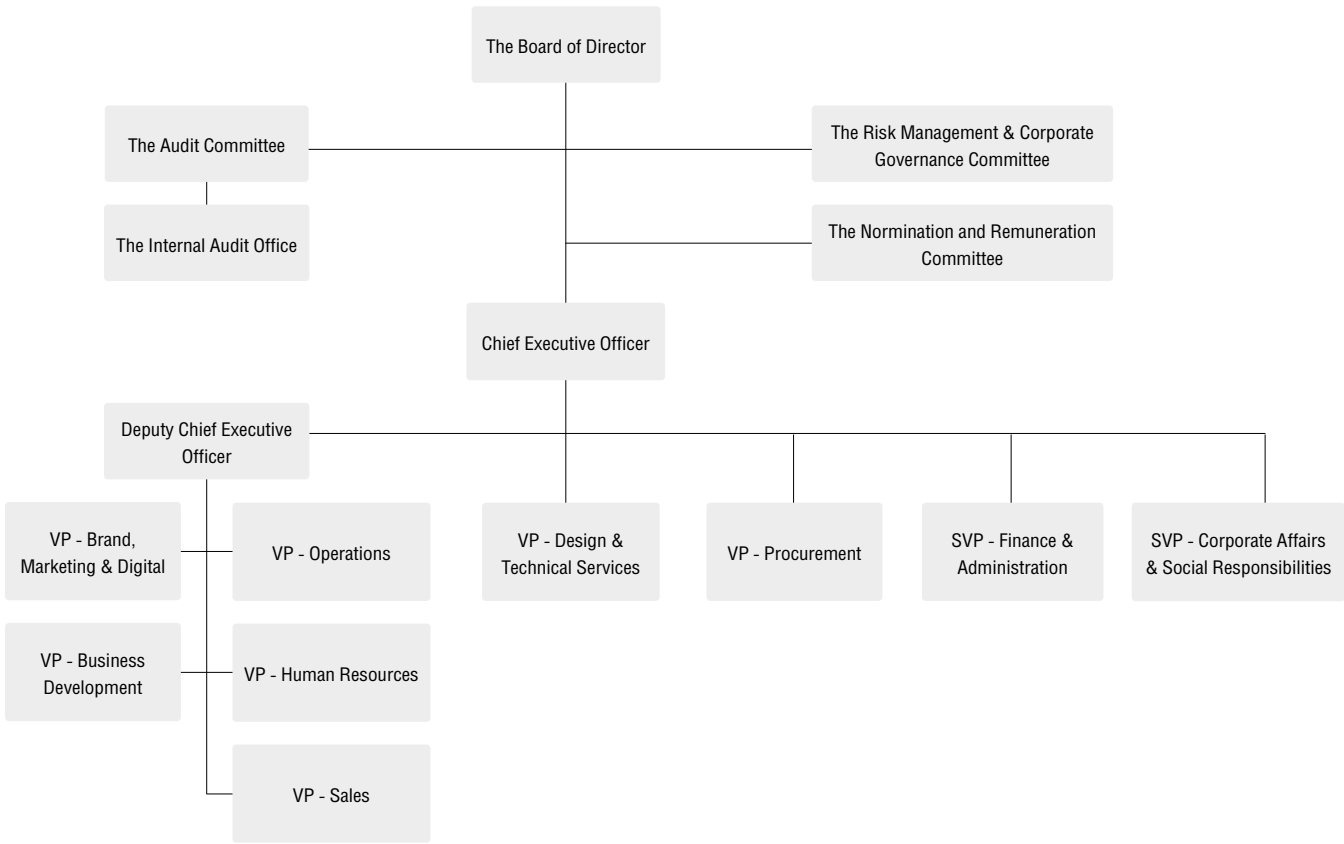 The Board of Director
The Audit Committee
The Risk Management & Corporate
Governance Committee
The Internal Audit Office
The Normination and Remuneration
Committee
Chief Executive Officer
Deputy Chief Executive
Officer
VP - Brand,
Marketing & Digital
VP - Operations
VP - Design &
Technical Services
VP - Procurement
SVP - Finance &
Administration
SVP - Corporate Affairs
& Social Responsibilities
VP - Business
Development
VP - Human Resources
VP - Sales